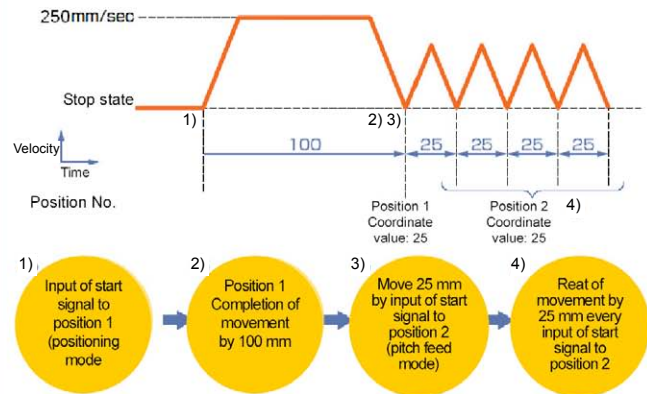 250mm/sec
Stop state
1)
2) 3)
Velocity
Time
100
25
25
25
25
Position No.
Position 1
Coordinate
value: 25
Position 2
Coordinate
value: 25
4)
1)
Input of start
signal to
position 1
(positioning
mode
2)
Position 1
Completion of
movement
by 100 mm
3)
Move 25 mm
by input of start
signal to
position 2
(pitch feed
mode)
4)
Reat of
movement by
25 mm every
input of start
signal to
position 2